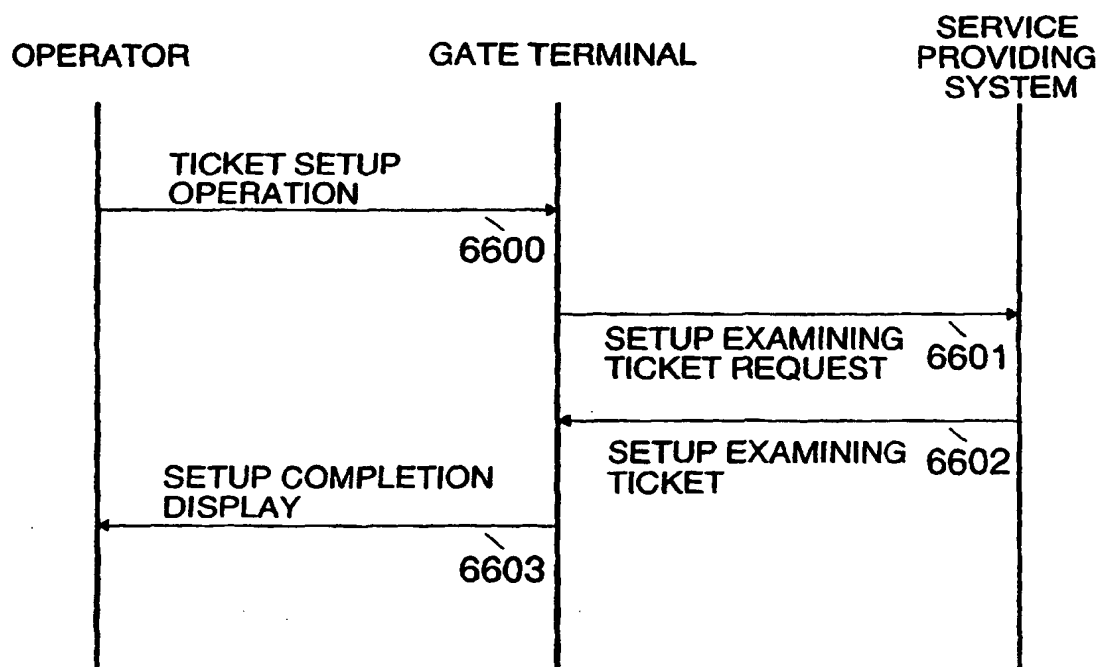 OPERATOR
GATE TERMINAL
SERVICE
PROVIDING
SYSTEM
TICKET SETUP
OPERATION
6600
SETUP EXAMINING
TICKET REQUEST
6601
SETUP EXAMINING
TICKET
6602
SETUP COMPLETION
DISPLAY
6603